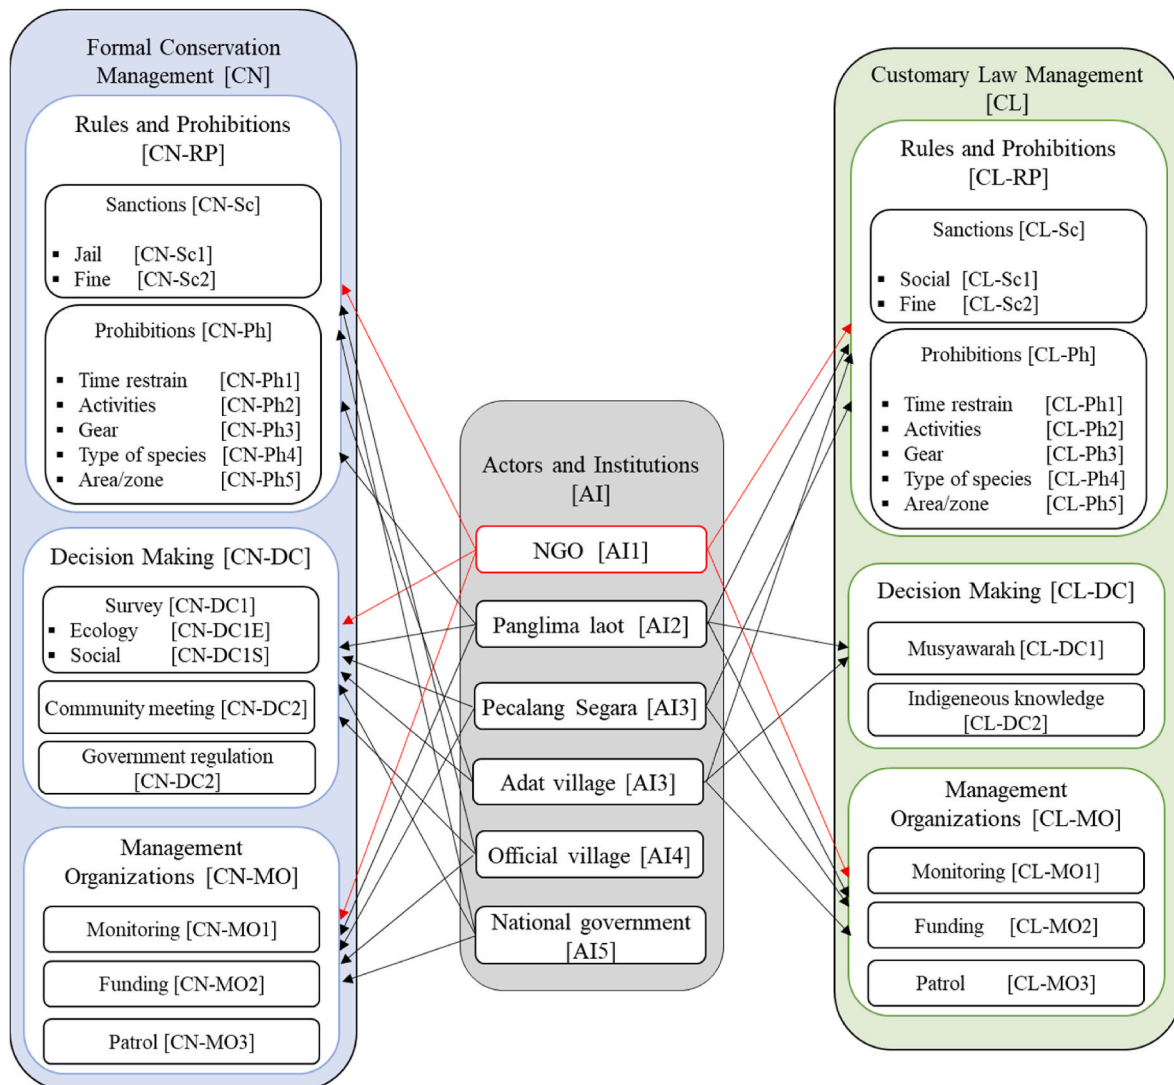 Formal Conservation
Management [CN]
Rules and Prohibitions
[CN-RP]
Sanctions [CN-Sc]
▪ Jail [CN-Sc1]
▪ Fine [CN-Sc2]
Prohibitions [CN-Ph]
▪ Time restrain [CN-Ph1]
▪ Activities [CN-Ph2]
▪ Gear [CN-Ph3]
▪ Type of species [CN-Ph4]
▪ Area/zone [CN-Ph5]
Decision Making [CN-DC]
Survey [CN-DC1]
▪ Ecology [CN-DC1E]
▪ Social [CN-DC1S]
Community meeting [CN-DC2]
Government regulation
[CN-DC2]
Management
Organizations [CN-MO]
Monitoring [CN-MO1]
Funding [CN-MO2]
Patrol [CN-MO3]
Actors and Institutions
[AI]
NGO [AI1]
Panglima laot [AI2]
Pecalang Segara [AI3]
Adat village [AI3]
Official village [AI4]
National government
[AI5]
Customary Law Management
[CL]
Rules and Prohibitions
[CL-RP]
Sanctions [CL-Sc]
▪ Social [CL-Sc1]
▪ Fine [CL-Sc2]
Prohibitions [CL-Ph]
▪ Time restrain [CL-Ph1]
▪ Activities [CL-Ph2]
▪ Gear [CL-Ph3]
▪ Type of species [CL-Ph4]
▪ Area/zone [CL-Ph5]
Decision Making [CL-DC]
Musyawarah [CL-DC1]
Indigeneous knowledge
[CL-DC2]
Management
Organizations [CL-MO]
Monitoring [CL-MO1]
Funding [CL-MO2]
Patrol [CL-MO3]